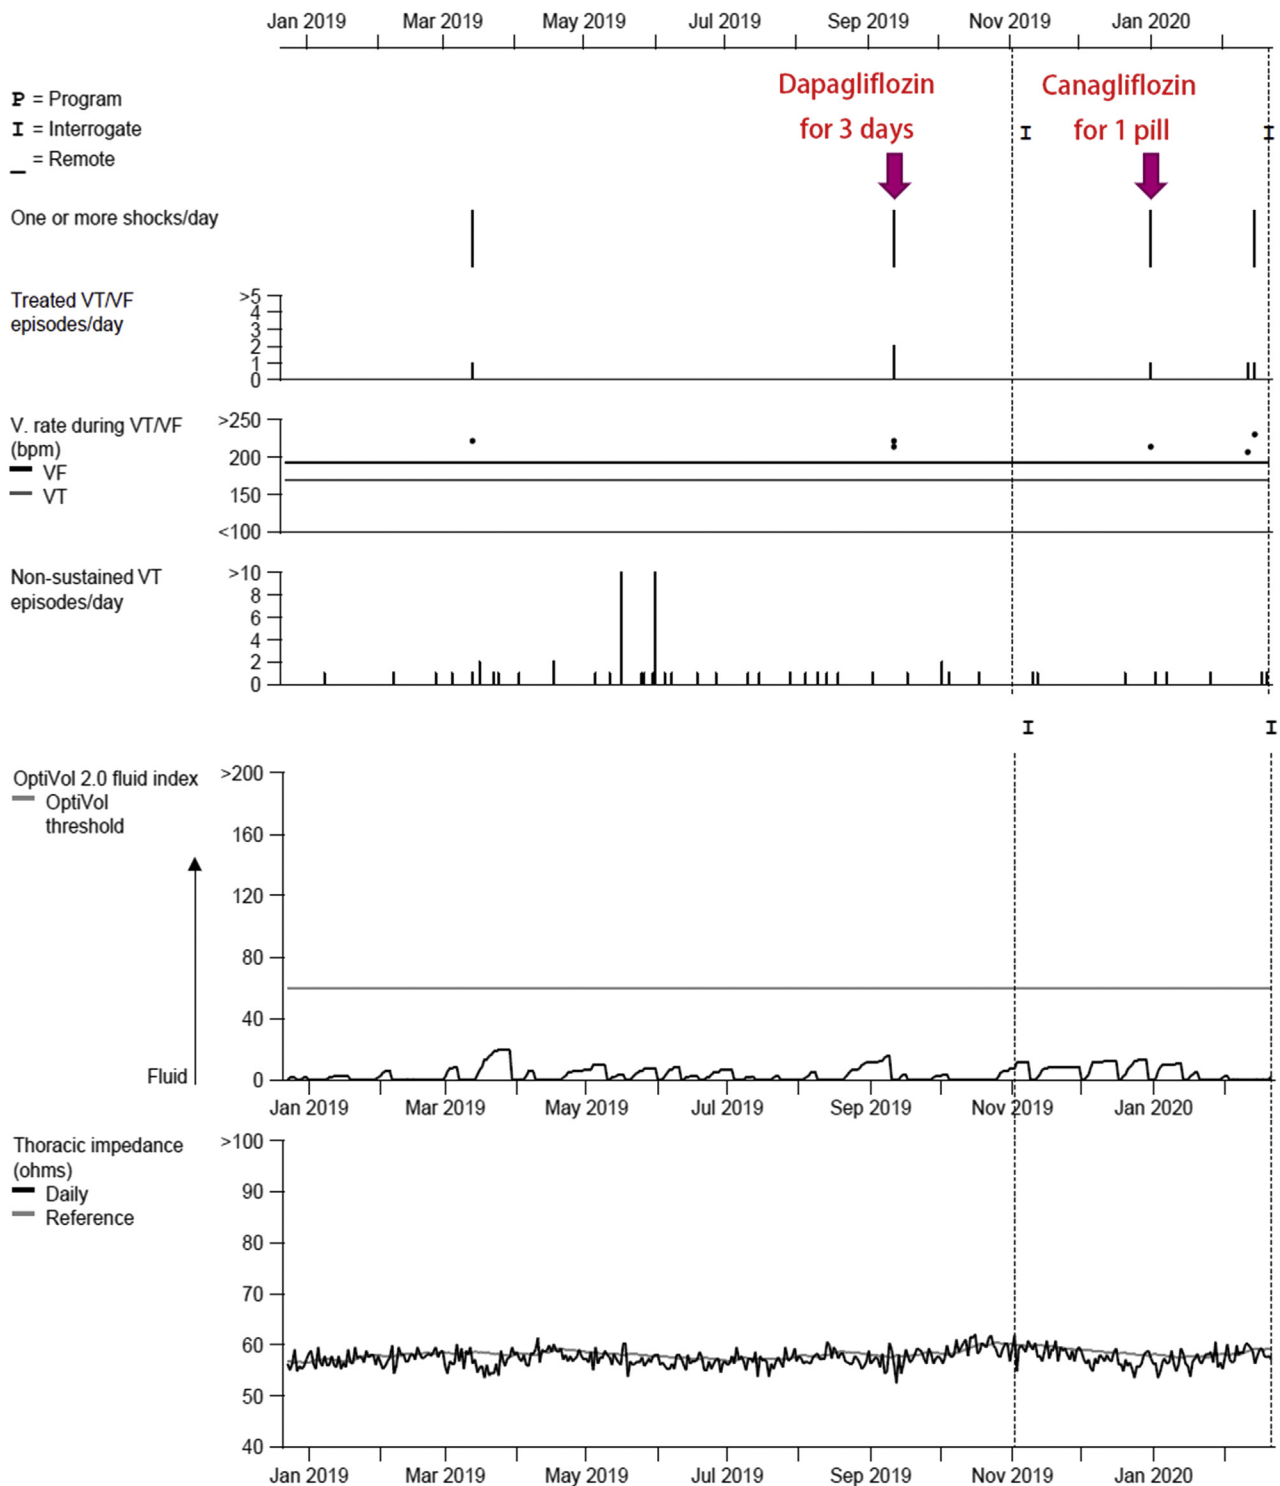 Jan 2019 Mar 2019 May 2019 Jul 2019 Sep 2019 Nov 2019 Jan 2020
Dapagliflozin
for 3 days
Canagliflozin
for 1 pill
P = Program
I = Interrogate
_ = Remote
I I
One or more shocks/day
Treated VT/VF
episodes/day
>5
4
3
2
1
0
V. rate during VT/VF
(bpm)
VF
VT
>250
200
150
<100
Non-sustained VT
episodes/day
>10
8
6
4
2
0
I I
OptiVol 2.0 fluid index
OptiVol
threshold
Fluid
>200
160
120
80
40
0
Jan 2019 Mar 2019 May 2019 Jul 2019 Sep 2019 Nov 2019 Jan 2020
Thoracic impedance
(ohms)
Daily
Reference
>100
90
80
70
60
50
40
Jan 2019 Mar 2019 May 2019 Jul 2019 Sep 2019 Nov 2019 Jan 2020